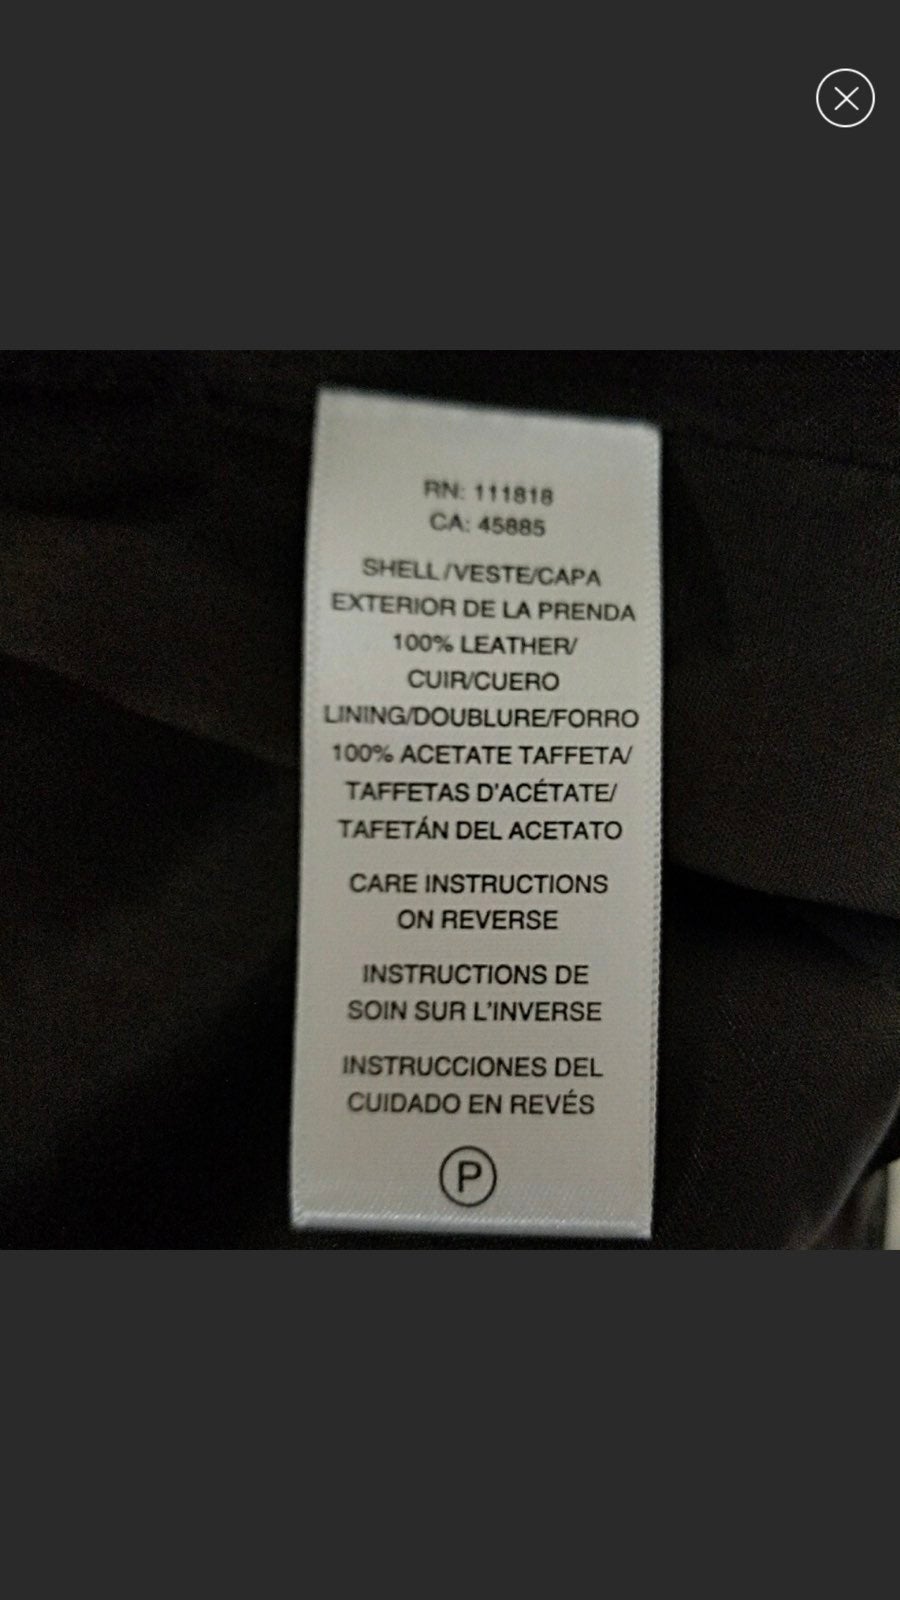 RN: 111818
CA: 45885
SHELL/VESTE/CAPA
EXTERIOR DE LA PRENDA
100% LEATHER/
CUIR/CUERO
LINING/DOUBLURE/FORRO
100% ACETATE TAFFETA/
TAFFETAS D'ACÉTATE/
TAFETÁN DEL ACETATO
CARE INSTRUCTIONS
ON REVERSE
INSTRUCTIONS DE
SOIN SUR L'INVERSE
INSTRUCCIONES DEL
CUIDADO EN REVÉS
P